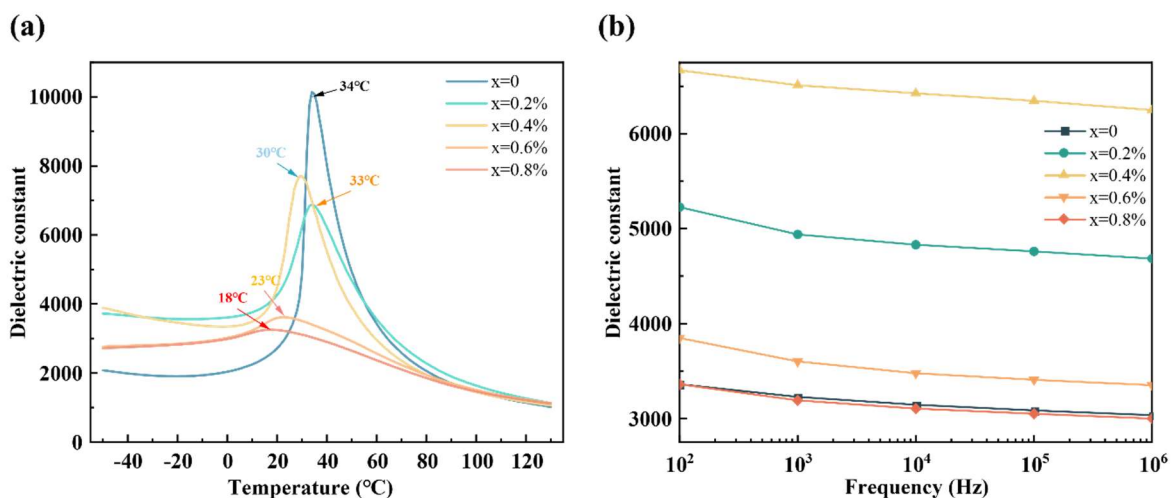 (a)
10000
8000
6000
4000
2000
0
Dielectric constant
-40
-20
0
20
40
60
80
100
120
Temperature (℃)
34℃
30℃
33℃
23℃
18℃
x=0
x=0.2%
x=0.4%
x=0.6%
x=0.8%
(b)
6000
5000
4000
3000
Dielectric constant
10²
10³
10⁴
10⁵
10⁶
Frequency (Hz)
x=0
x=0.2%
x=0.4%
x=0.6%
x=0.8%